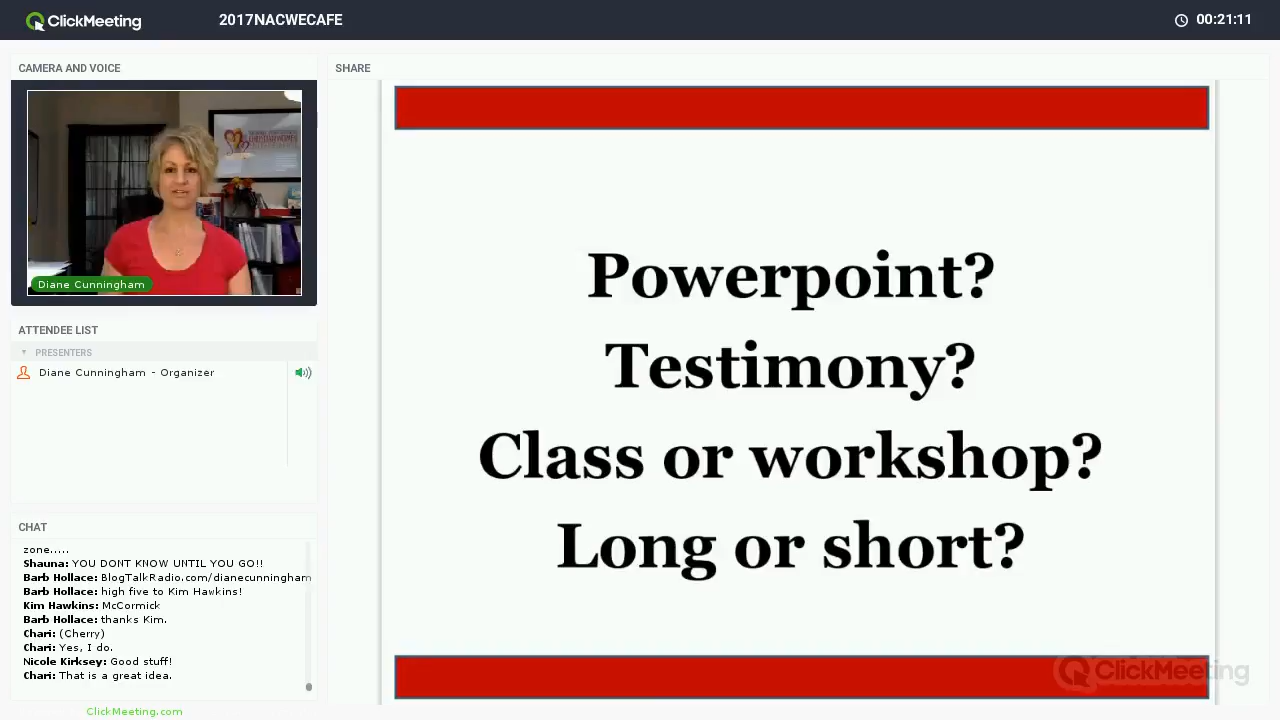 ClickMeeting
2017NACWECAFE
00:21:11
CAMERA AND VOICE
SHARE
Diane Cunningham
ATTENDEE LIST
PRESENTERS
Diane Cunningham - Organizer
CHAT
zone.....
Shauna: YOU DONT KNOW UNTIL YOU GO!!
Barb Hollace: BlogTalkRadio.com/dianecunningham
Barb Hollace: high five to Kim Hawkins!
Kim Hawkins: McCormick
Barb Hollace: thanks Kim.
Chari: (Cherry)
Chari: Yes, I do.
Nicole Kirksey: Good stuff!
Chari: That is a great idea.
ClickMeeting.com
Powerpoint?
Testimony?
Class or workshop?
Long or short?
ClickMeeting